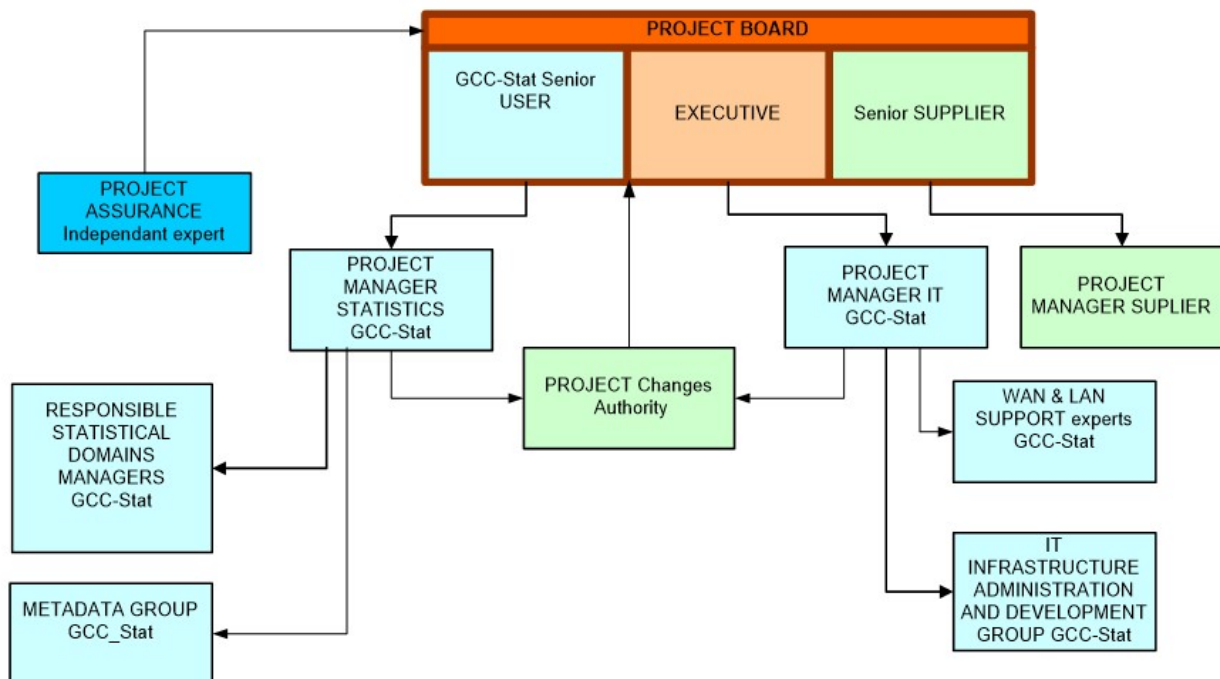 PROJECT BOARD
GCC-Stat Senior
USER
EXECUTIVE
Senior SUPPLIER
PROJECT
ASSURANCE
Independant expert
PROJECT
MANAGER
STATISTICS
GCC-Stat
PROJECT
MANAGER IT
GCC-Stat
PROJECT
MANAGER SUPLIER
PROJECT Changes
Authority
RESPONSIBLE
STATISTICAL
DOMAINS
MANAGERS
GCC-Stat
WAN & LAN
SUPPORT experts
GCC-Stat
METADATA GROUP
GCC_Stat
IT
INFRASTRUCTURE
ADMINISTRATION
AND DEVELOPMENT
GROUP GCC-Stat